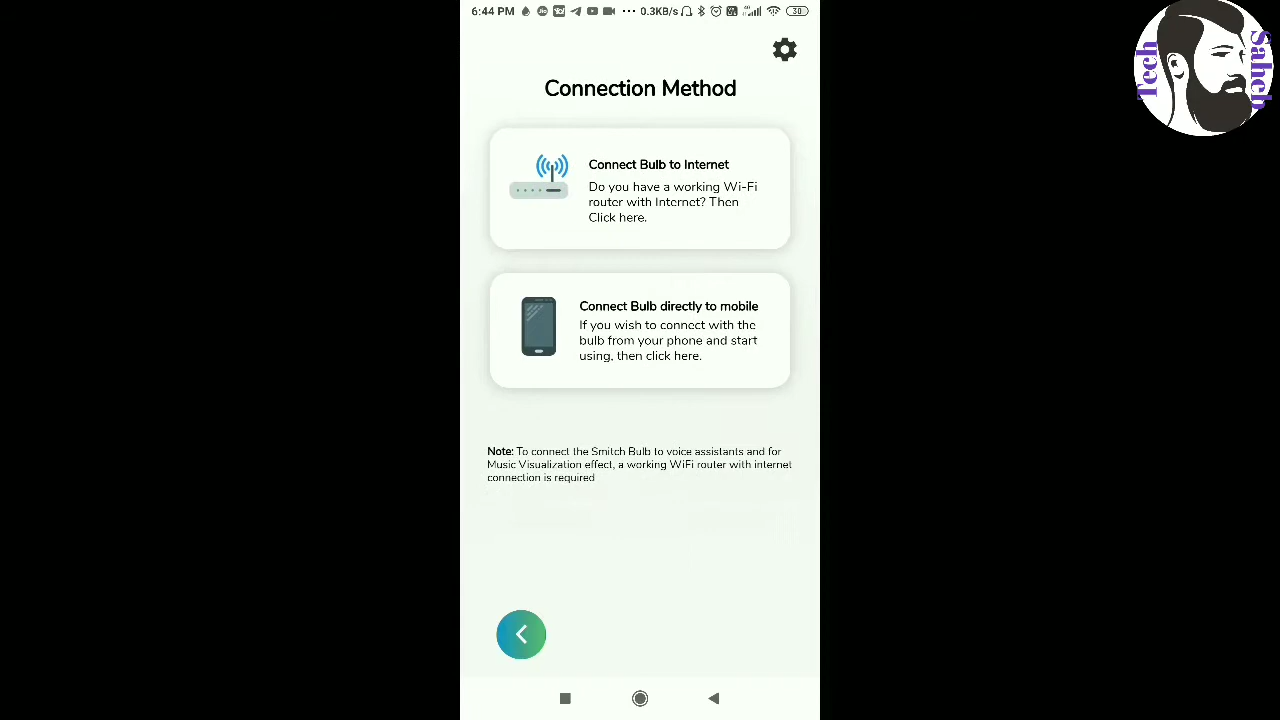 6:44 PM
0.3KB/s
4G
30
Connection Method
Connect Bulb to Internet
Do you have a working Wi-Fi
router with Internet? Then
Click here.
Connect Bulb directly to mobile
If you wish to connect with the
bulb from your phone and start
using, then click here.
Note: To connect the Smitch Bulb to voice assistants and for
Music Visualization effect, a working WiFi router with internet
connection is required
Tech
Saheb